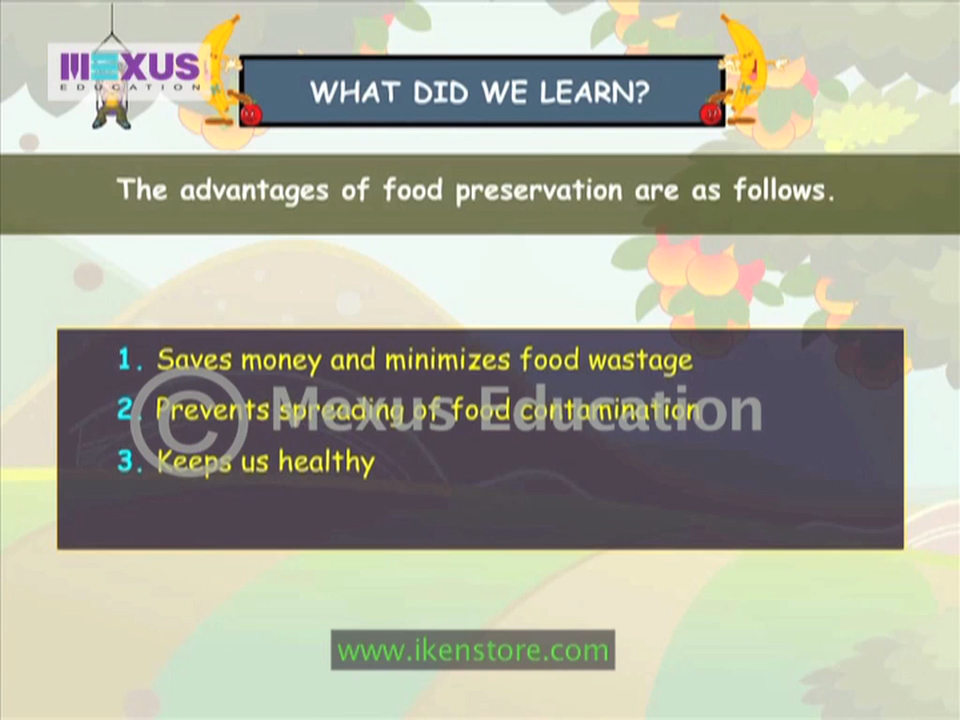 MEXUS
EDUCATION
WHAT DID WE LEARN?
The advantages of food preservation are as follows.
1. Saves money and minimizes food wastage
© Mexus Education
2. Prevents spreading of food contamination
3. Keeps us healthy
www.ikenstore.com